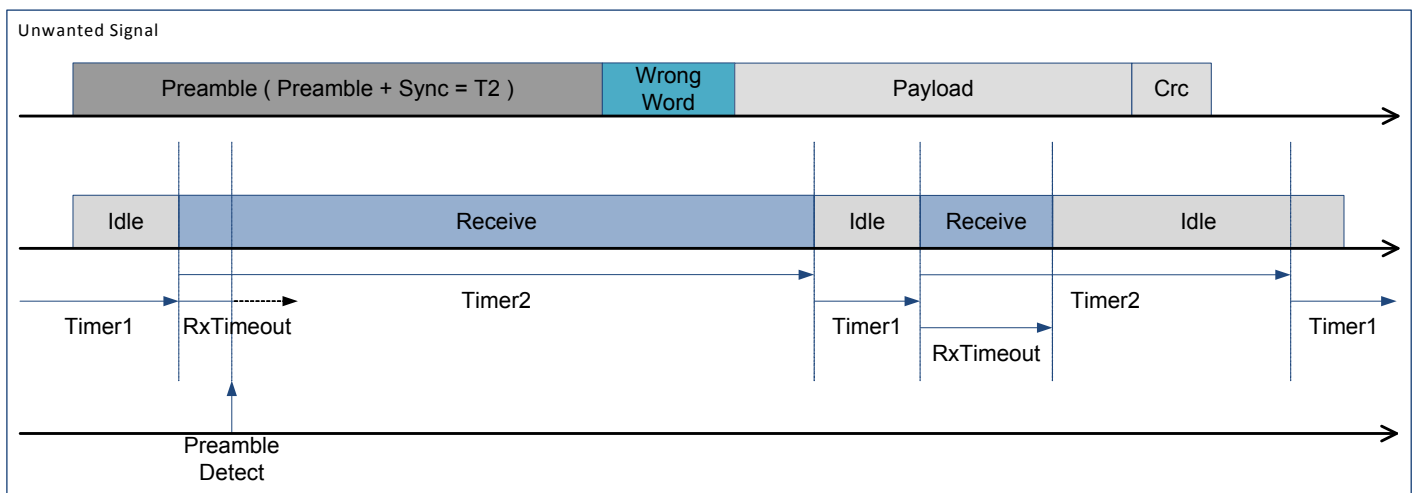 Unwanted Signal
Preamble ( Preamble + Sync = T2 )
Wrong
Word
Payload
Crc
Idle
Receive
Idle
Receive
Idle
Timer2
Timer2
Timer1
RxTimeout
Timer1
Timer1
RxTimeout
Preamble
Detect